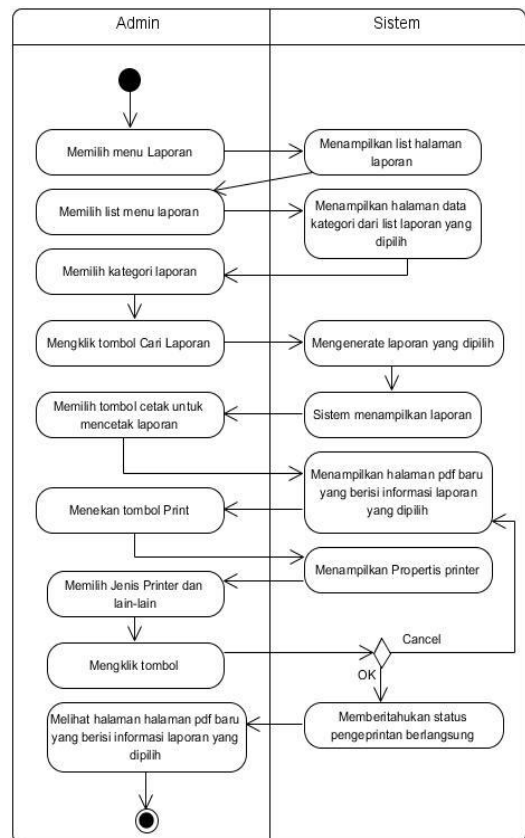 Admin
Sistem
Memilih menu Laporan
Menampilkan list halaman
laporan
Memilih list menu laporan
Menampilkan halaman data
kategori dari list laporan yang
dipilih
Memilih kategori laporan
Mengklik tombol Cari Laporan
Mengenerate laporan yang dipilih
Memilih tombol cetak untuk
mencetak laporan
Sistem menampilkan laporan
Menampilkan halaman pdf baru
yang berisi informasi laporan
yang dipilih
Menekan tombol Print
Menampilkan Propertis printer
Memilih Jenis Printer dan
lain-lain
Mengklik tombol
Cancel
OK
Melihat halaman halaman pdf baru
yang berisi informasi laporan yang
dipilih
Memberitahukan status
pengeprintan berlangsung